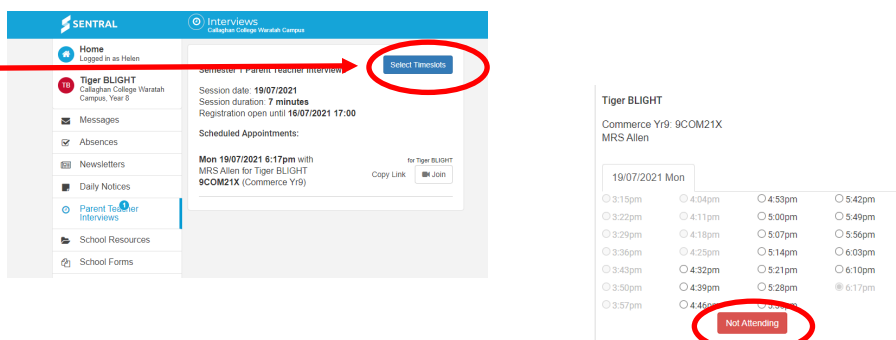 SENTRAL
Interviews
Callaghan College Waratah Campus
Home
Logged in as Helen
TB
Tiger BLIGHT
Callaghan College Waratah
Campus, Year 8
Messages
Absences
Newsletters
Daily Notices
Parent Teacher
Interviews
1
School Resources
School Forms
Select Timeslots
Semester 1 Parent Teacher Interview
Session date: 19/07/2021
Session duration: 7 minutes
Registration open until 16/07/2021 17:00
Scheduled Appointments:
Mon 19/07/2021 6:17pm with
MRS Allen for Tiger BLIGHT
9COM21X (Commerce Yr9)
for Tiger BLIGHT
Copy Link Join
Tiger BLIGHT
Commerce Yr9: 9COM21X
MRS Allen
19/07/2021 Mon
3:15pm 4:04pm 4:53pm 5:42pm
3:22pm 4:11pm 5:00pm 5:49pm
3:29pm 4:18pm 5:07pm 5:56pm
3:36pm 4:25pm 5:14pm 6:03pm
3:43pm 4:32pm 5:21pm 6:10pm
3:50pm 4:39pm 5:28pm 6:17pm
3:57pm 4:46pm
Not Attending